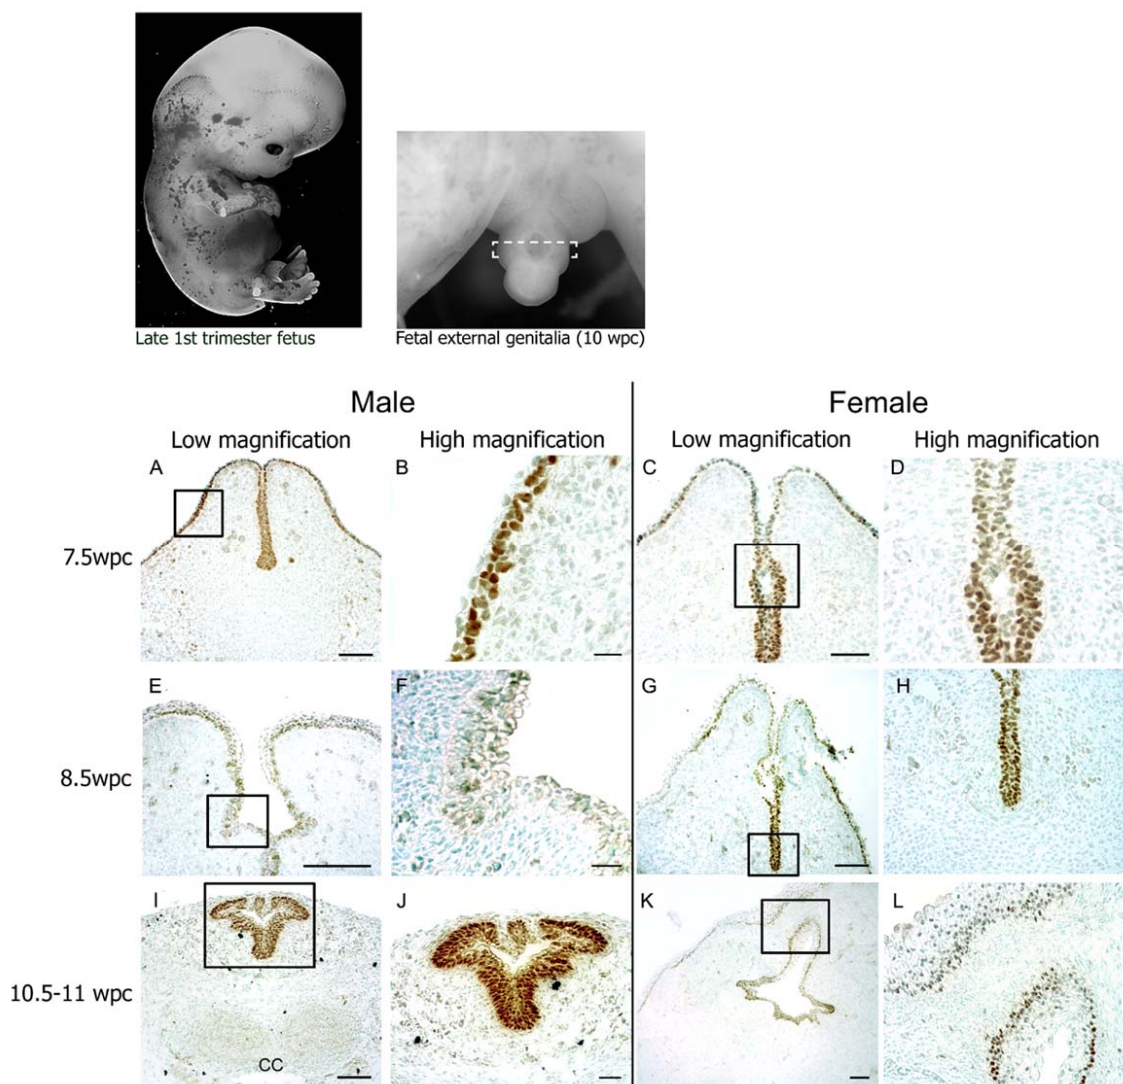 Late 1st trimester fetus
Fetal external genitalia (10 wpc)
Male
Female
Low magnification
High magnification
Low magnification
High magnification
A
B
C
D
7.5wpc
E
F
G
H
8.5wpc
I
J
K
L
10.5-11 wpc
CC